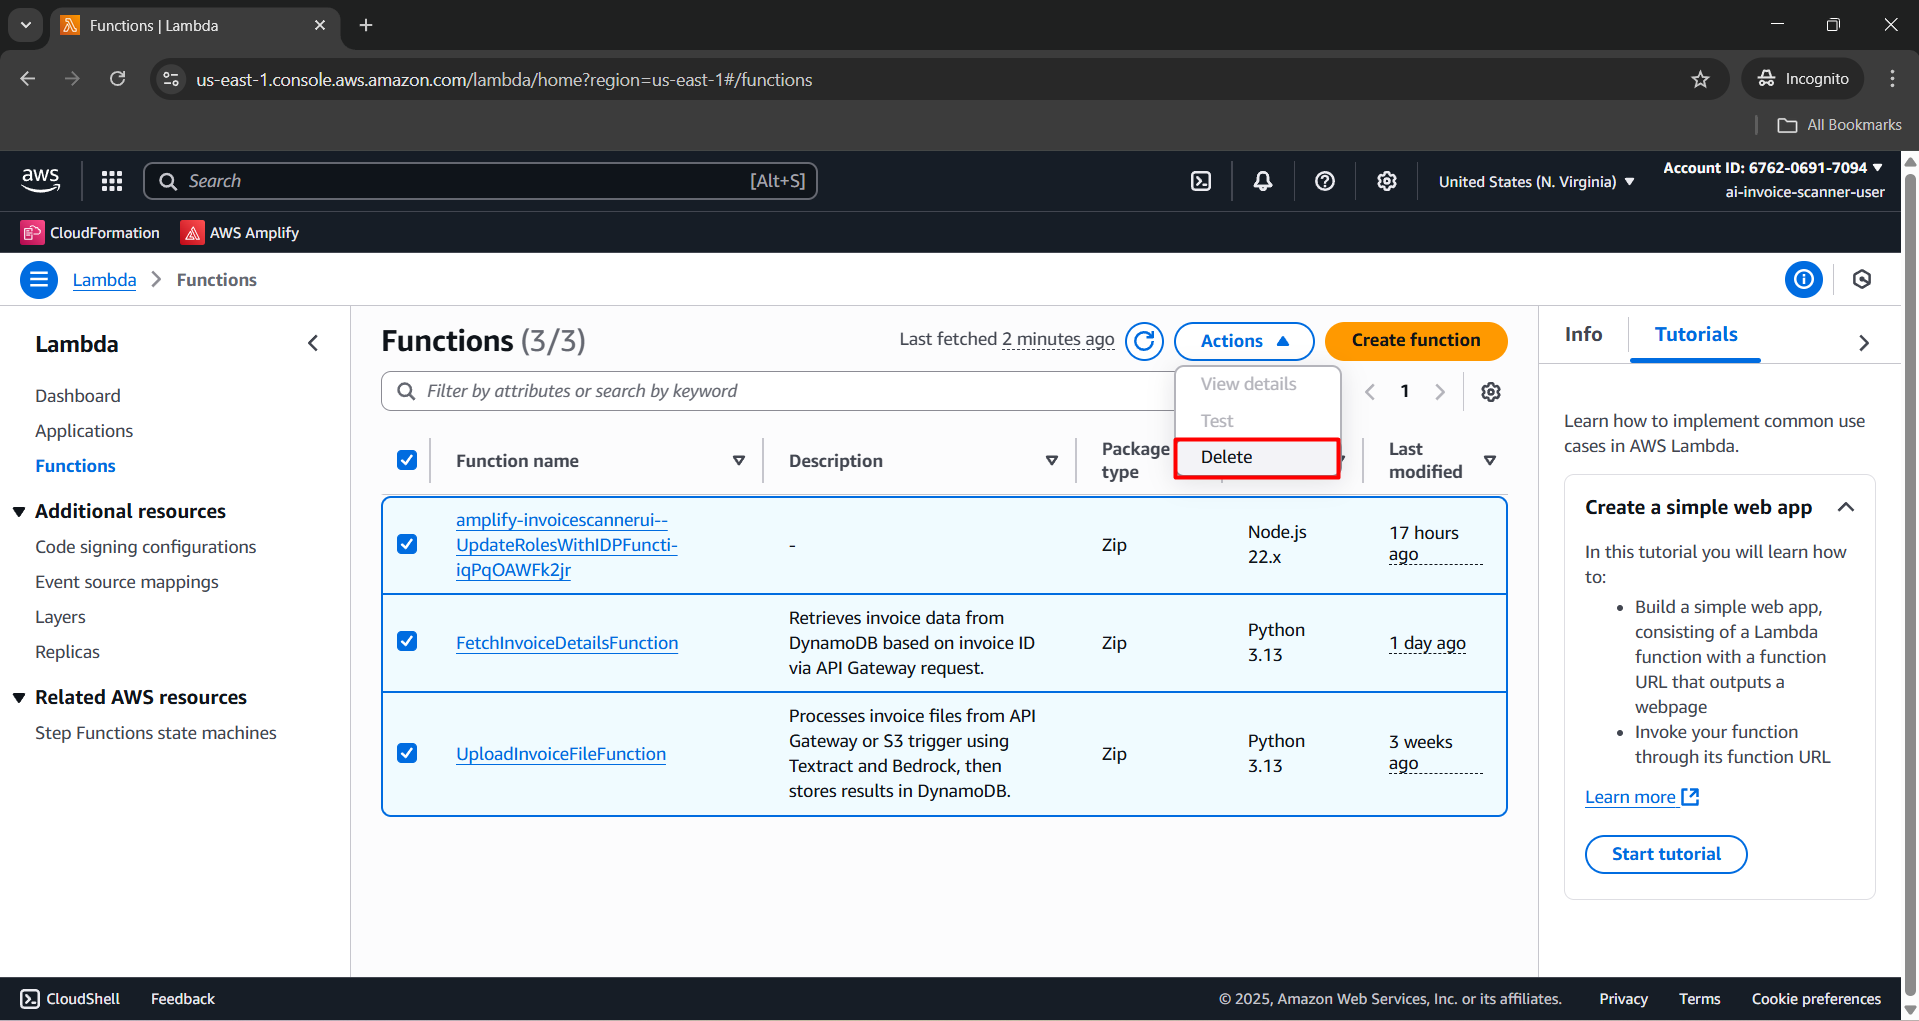 Functions | Lambda
us-east-1.console.aws.amazon.com/lambda/home?region=us-east-1#/functions
Incognito
All Bookmarks
aws
Search
[Alt+S]
United States (N. Virginia)
Account ID: 6762-0691-7094
ai-invoice-scanner-user
CloudFormation
AWS Amplify
Lambda
Functions
Lambda
Dashboard
Applications
Functions
Additional resources
Code signing configurations
Event source mappings
Layers
Replicas
Related AWS resources
Step Functions state machines
Functions (3/3)
Last fetched 2 minutes ago
Actions
Create function
Filter by attributes or search by keyword
View details
Test
Delete
1
Function name
Description
Package
type
Last
modified
amplify-invoicescannerui--
UpdateRolesWithIDPFuncti-
iqPqOAWFk2jr
-
Zip
Node.js
22.x
17 hours
ago
FetchInvoiceDetailsFunction
Retrieves invoice data from
DynamoDB based on invoice ID
via API Gateway request.
Zip
Python
3.13
1 day ago
UploadInvoiceFileFunction
Processes invoice files from API
Gateway or S3 trigger using
Textract and Bedrock, then
stores results in DynamoDB.
Zip
Python
3.13
3 weeks
ago
Info
Tutorials
Learn how to implement common use
cases in AWS Lambda.
Create a simple web app
In this tutorial you will learn how
to:
• Build a simple web app,
consisting of a Lambda
function with a function
URL that outputs a
webpage
• Invoke your function
through its function URL
Learn more
Start tutorial
CloudShell
Feedback
© 2025, Amazon Web Services, Inc. or its affiliates.
Privacy
Terms
Cookie preferences